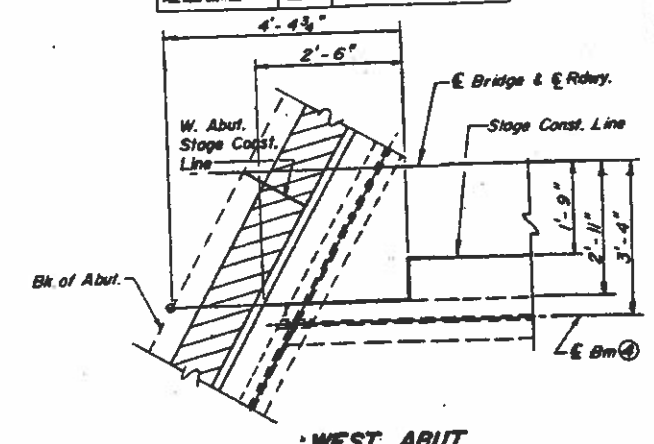 4'-4¾"
2'-6"
℄ Bridge & ℄ Rdwy.
W. Abut.
Stage Const.
Line
Stage Const. Line
1'-9"
2'-11"
3'-4"
Bk. of Abut.
℄ Bm ④
WEST ABUT.